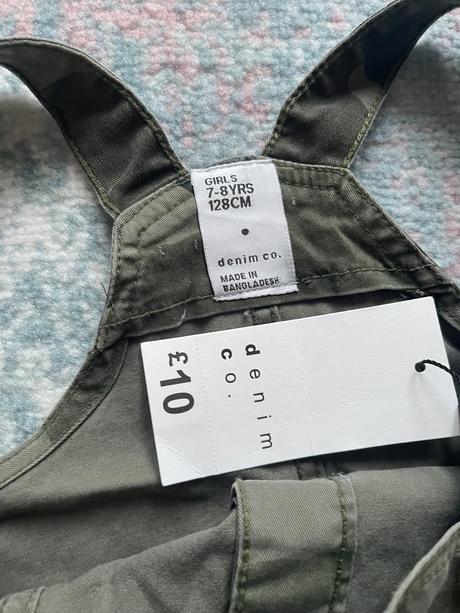 GIRLS
7-8YRS
128CM
denim co.
MADE IN
BANGLADESH
denim
co.
£10